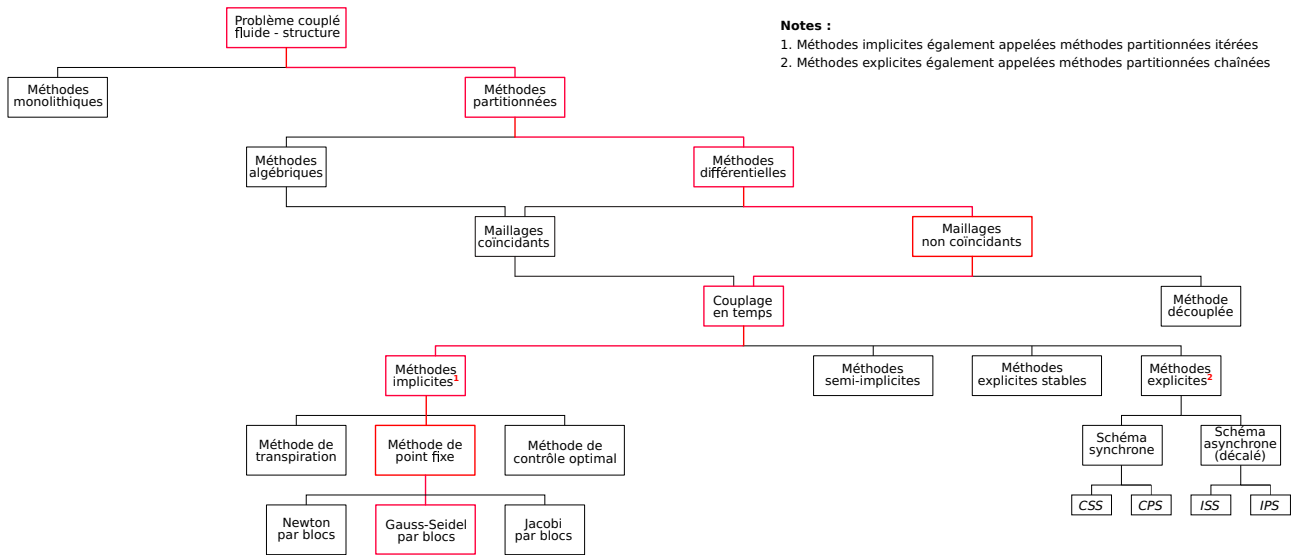 Problème couplé
fluide - structure
Notes :
1. Méthodes implicites également appelées méthodes partitionnées itérées
2. Méthodes explicites également appelées méthodes partitionnées chaînées
Méthodes
monolithiques
Méthodes
partitionnées
Méthodes
algébriques
Méthodes
différentielles
Maillages
coïncidants
Maillages
non coïncidants
Couplage
en temps
Méthode
découplée
Méthodes
implicites¹
Méthodes
semi-implicites
Méthodes
explicites stables
Méthodes
explicites²
Méthode de
transpiration
Méthode de
point fixe
Méthode de
contrôle optimal
Schéma
synchrone
Schéma
asynchrone
(décalé)
Newton
par blocs
Gauss-Seidel
par blocs
Jacobi
par blocs
CSS
CPS
ISS
IPS